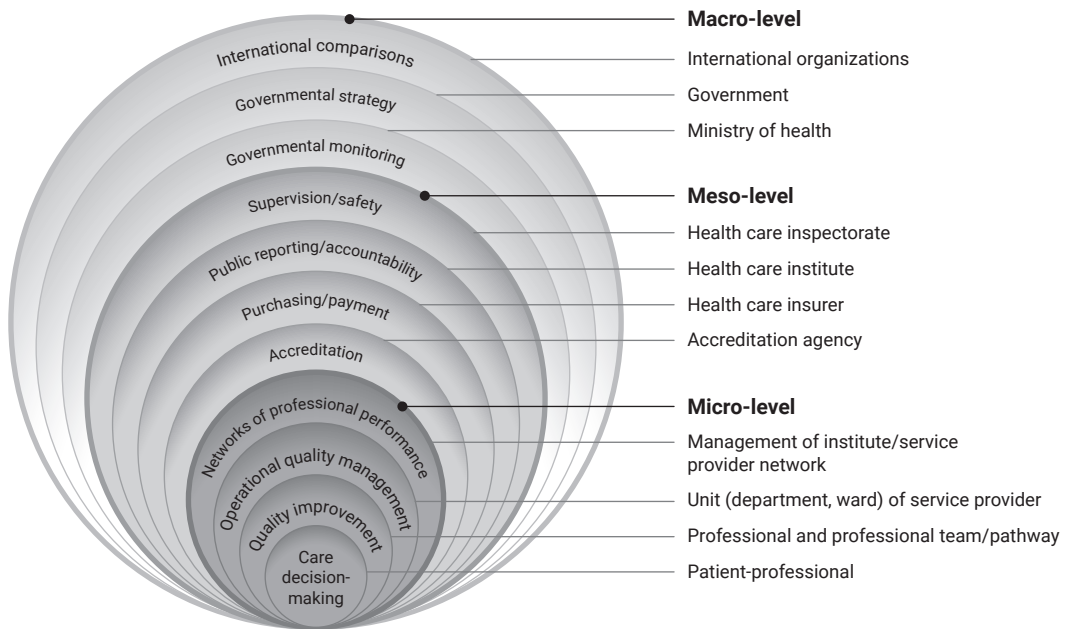 Macro-level
International comparisons
International organizations
Governmental strategy
Government
Governmental monitoring
Ministry of health
Meso-level
Supervision/safety
Health care inspectorate
Public reporting/accountability
Health care institute
Purchasing/payment
Health care insurer
Accreditation
Accreditation agency
Micro-level
Networks of professional performance
Management of institute/service
provider network
Operational quality management
Unit (department, ward) of service provider
Quality improvement
Professional and professional team/pathway
Care
decision-
making
Patient-professional